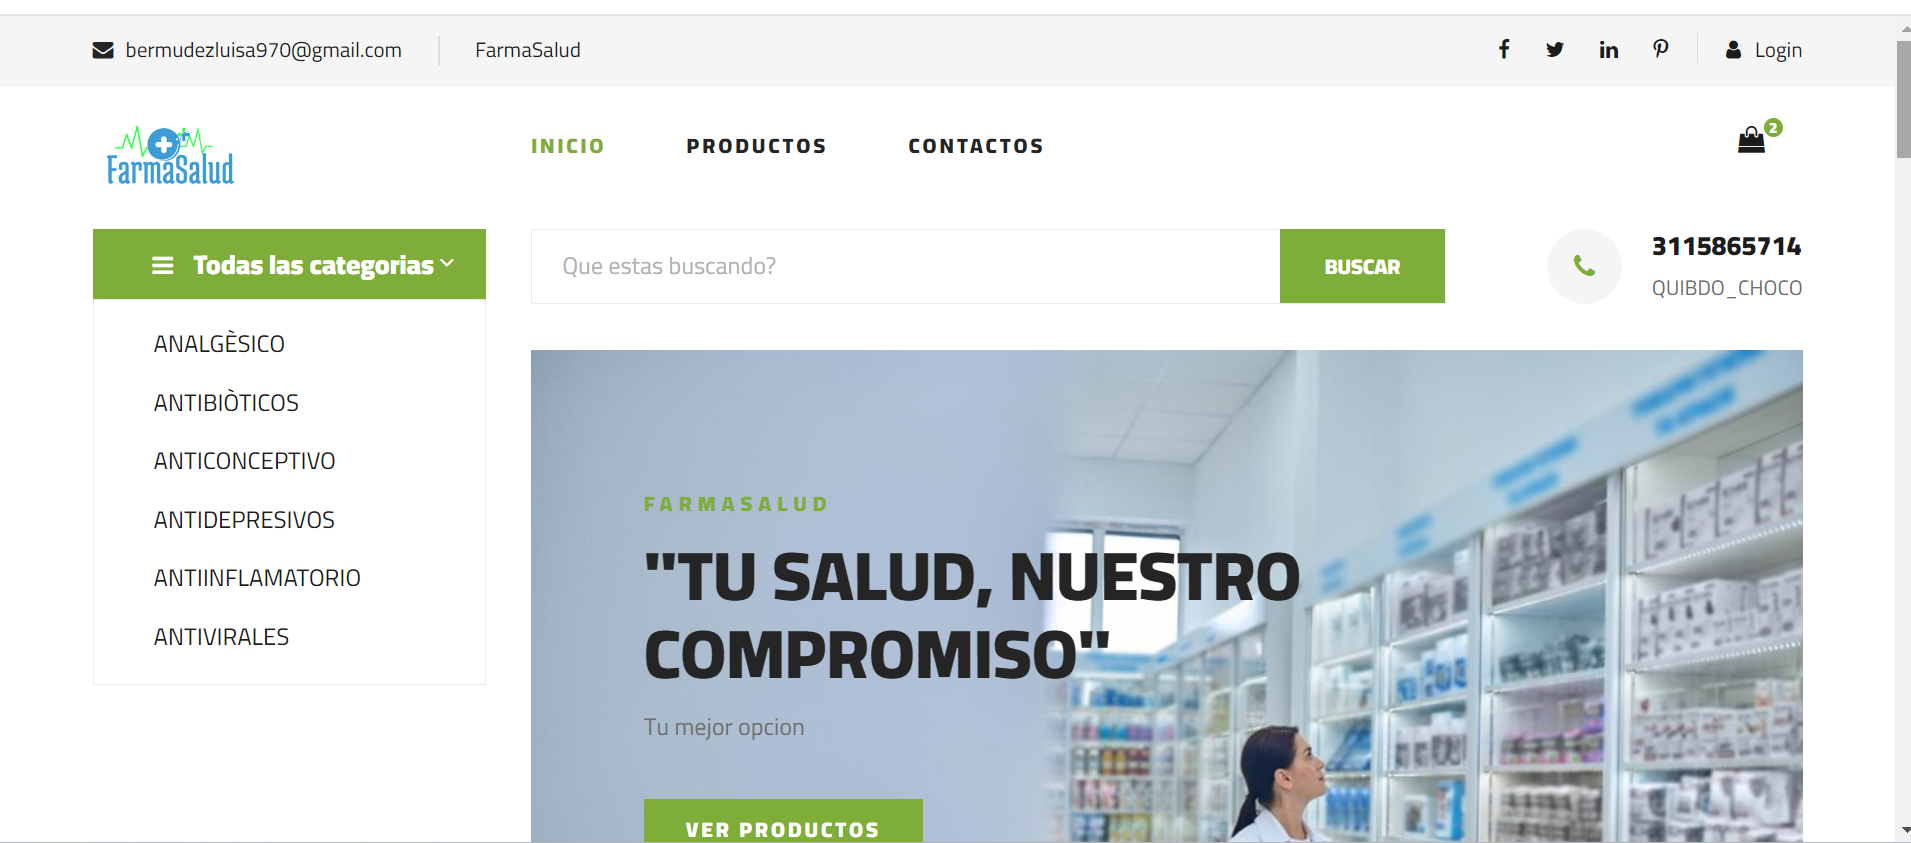 bermudezluisa970@gmail.com
FarmaSalud
Login
FarmaSalud
INICIO
PRODUCTOS
CONTACTOS
2
Todas las categorias
Que estas buscando?
BUSCAR
3115865714
QUIBDO_CHOCO
ANALGÈSICO
ANTIBIÒTICOS
ANTICONCEPTIVO
ANTIDEPRESIVOS
ANTIINFLAMATORIO
ANTIVIRALES
FARMASALUD
"TU SALUD, NUESTRO
COMPROMISO"
Tu mejor opcion
VER PRODUCTOS